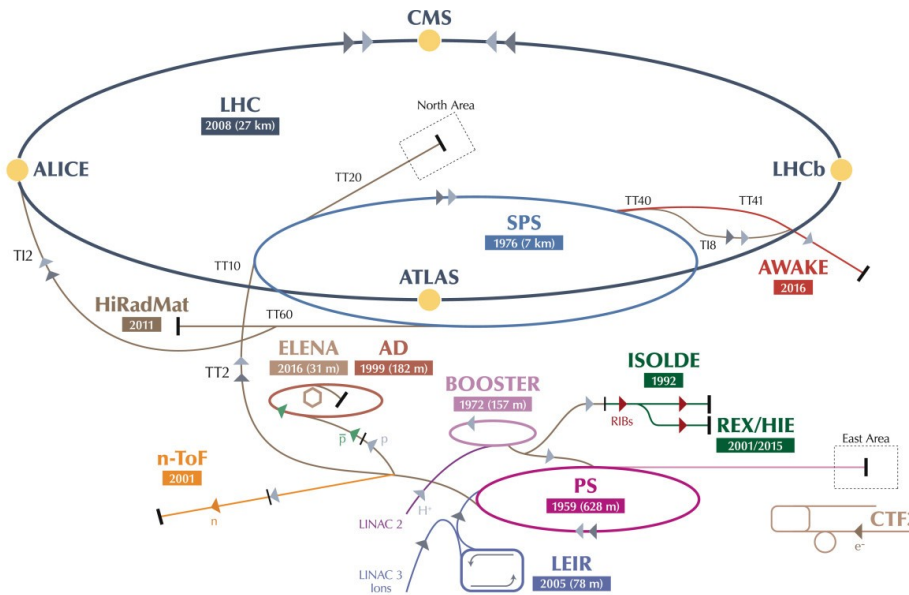 CMS
LHC
2008 (27 km)
North Area
ALICE
TT20
LHCb
TT40
TT41
SPS
1976 (7 km)
TI8
TI2
TT10
ATLAS
AWAKE
2016
HiRadMat
2011
TT60
ELENA
2016 (31 m)
AD
1999 (182 m)
TT2
BOOSTER
1972 (157 m)
ISOLDE
1992
p̅
p
RIBs
REX/HIE
2001/2015
East Area
n-ToF
2001
PS
1959 (628 m)
n
LINAC 2
H⁺
CTF
e⁻
LINAC 3
Ions
LEIR
2005 (78 m)